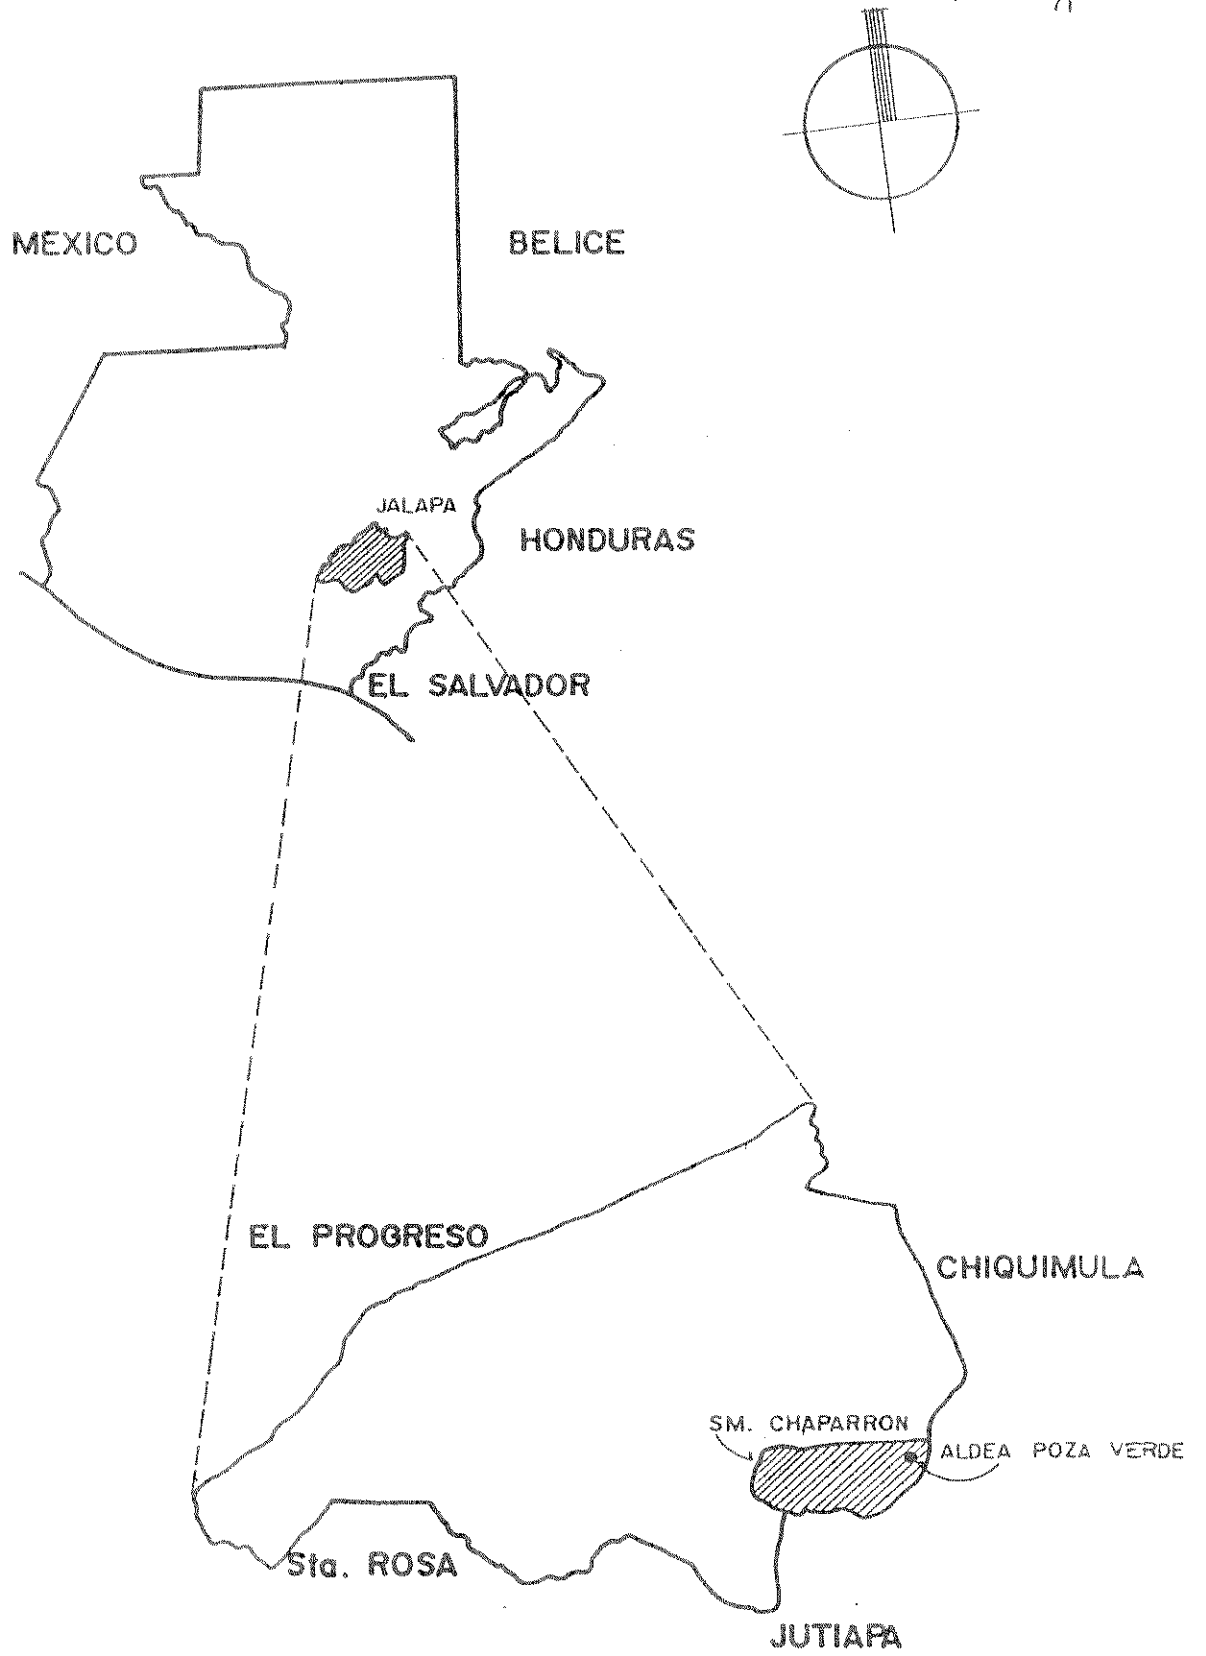 MEXICO
BELICE
JALAPA
HONDURAS
EL SALVADOR
EL PROGRESO
CHIQUIMULA
SM. CHAPARRON
ALDEA POZA VERDE
Sta. ROSA
JUTIAPA